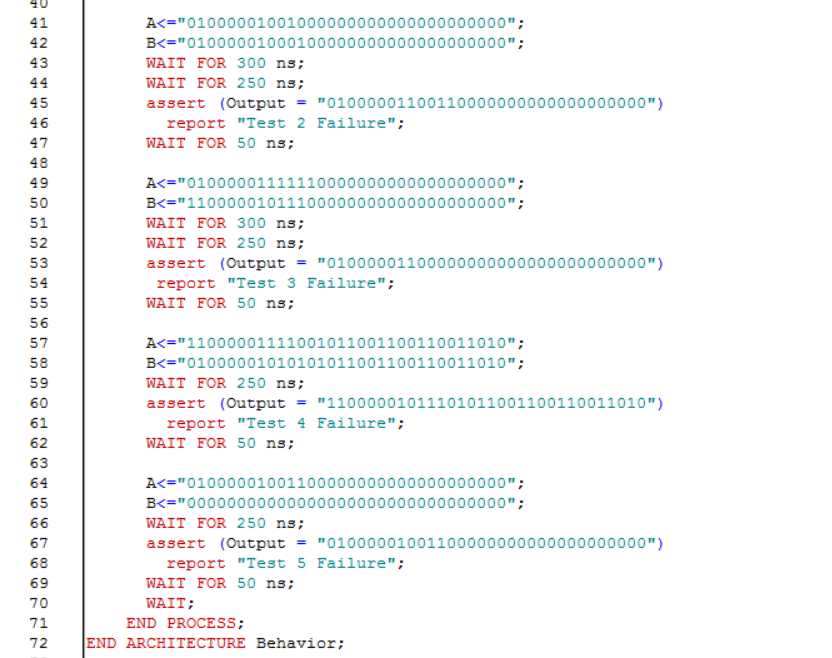 40
41 A<="01000001001000000000000000000000";
42 B<="01000001000100000000000000000000";
43 WAIT FOR 300 ns;
44 WAIT FOR 250 ns;
45 assert (Output = "01000001100110000000000000000000")
46 report "Test 2 Failure";
47 WAIT FOR 50 ns;
48
49 A<="01000001111110000000000000000000";
50 B<="11000001011100000000000000000000";
51 WAIT FOR 300 ns;
52 WAIT FOR 250 ns;
53 assert (Output = "01000001100000000000000000000000")
54 report "Test 3 Failure";
55 WAIT FOR 50 ns;
56
57 A<="11000001111001011001100110011010";
58 B<="01000001010101011001100110011010";
59 WAIT FOR 250 ns;
60 assert (Output = "11000001011101011001100110011010")
61 report "Test 4 Failure";
62 WAIT FOR 50 ns;
63
64 A<="01000001001100000000000000000000";
65 B<="00000000000000000000000000000000";
66 WAIT FOR 250 ns;
67 assert (Output = "01000001001100000000000000000000")
68 report "Test 5 Failure";
69 WAIT FOR 50 ns;
70 WAIT;
71 END PROCESS;
72 END ARCHITECTURE Behavior;